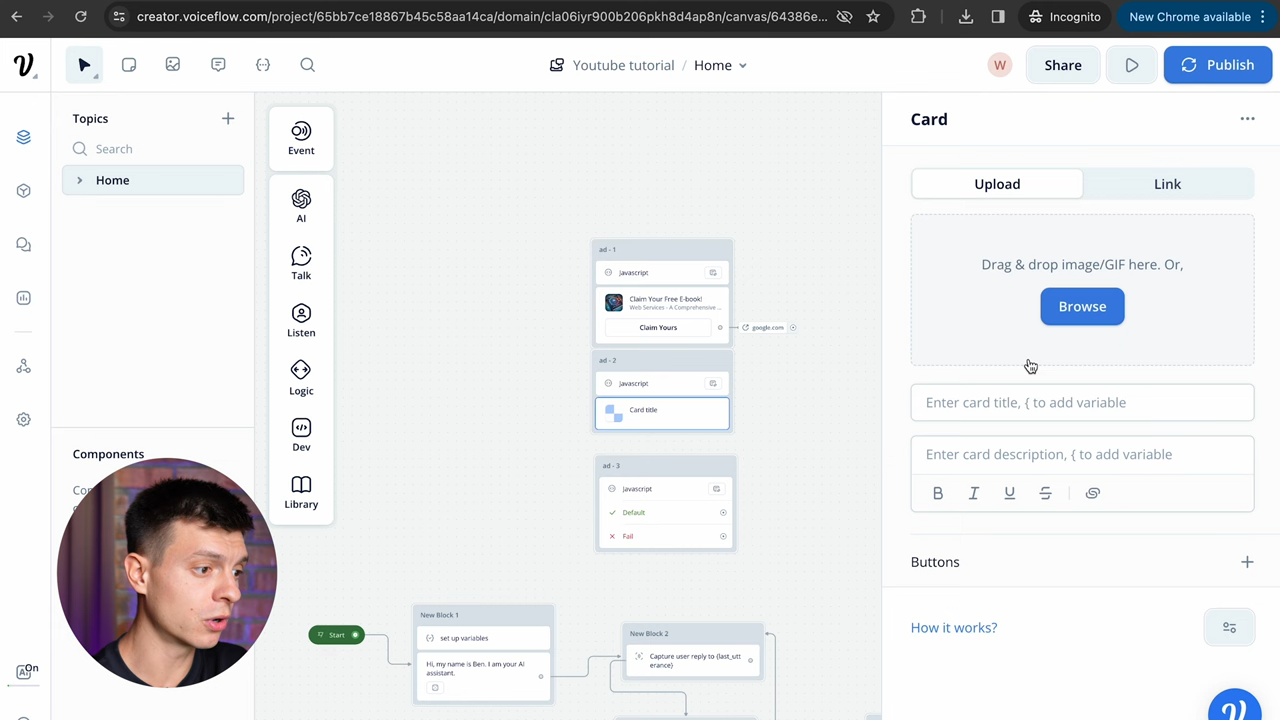 creator.voiceflow.com/project/65bb7ce18867b45c58aa14ca/domain/cla06iyr900b206pkh8d4ap8n/canvas/64386e...
Incognito
New Chrome available
Youtube tutorial / Home
W
Share
Publish
Topics
Search
Home
Components
Event
AI
Talk
Listen
Logic
Dev
Library
ad - 1
Javascript
Claim Your Free E-book!
Web Services - A Comprehensive ...
Claim Yours
google.com
ad - 2
Javascript
Card title
ad - 3
Javascript
Default
Fail
Start
New Block 1
set up variables
Hi, my name is Ben. I am your AI
assistant.
New Block 2
Capture user reply to {last_utt
erance}
Card
Upload
Link
Drag & drop image/GIF here. Or,
Browse
Enter card title, { to add variable
Enter card description, { to add variable
B I U S
Buttons
How it works?
AI On